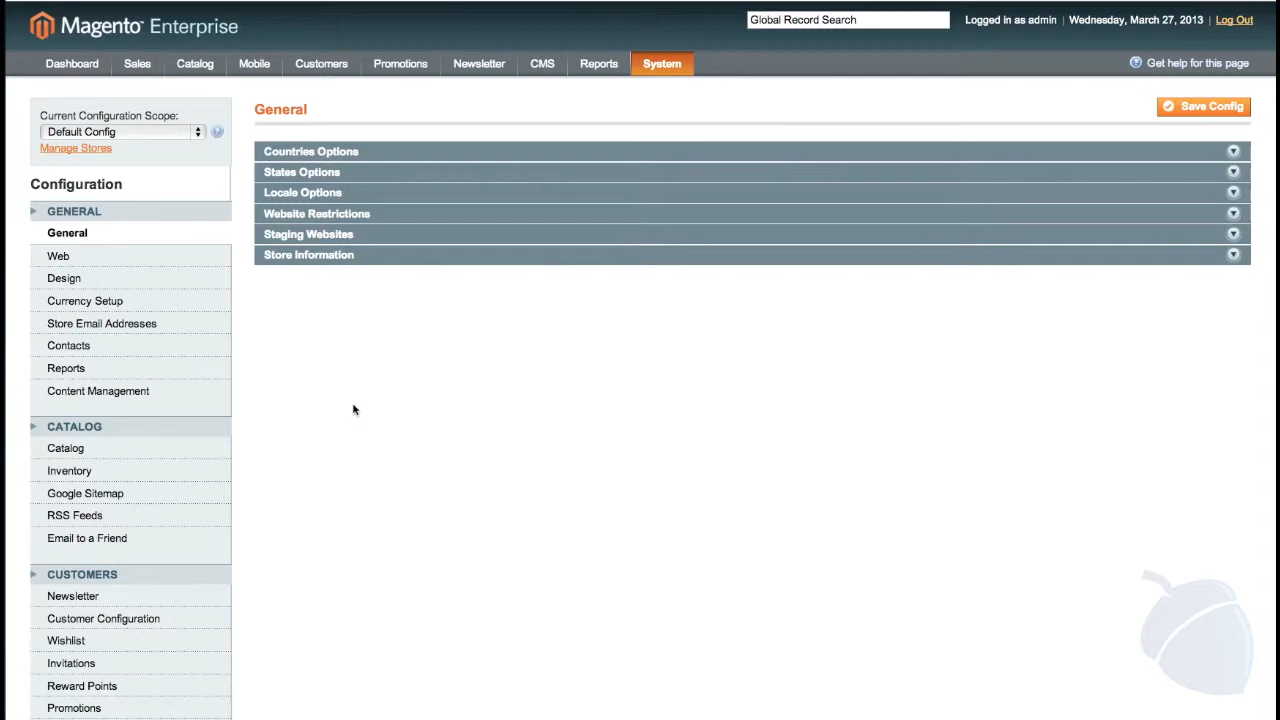 Magento Enterprise
Global Record Search
Logged in as admin | Wednesday, March 27, 2013 | Log Out
Dashboard Sales Catalog Mobile Customers Promotions Newsletter CMS Reports System
Get help for this page
Current Configuration Scope:
Default Config
Manage Stores
Configuration
GENERAL
General
Web
Design
Currency Setup
Store Email Addresses
Contacts
Reports
Content Management
CATALOG
Catalog
Inventory
Google Sitemap
RSS Feeds
Email to a Friend
CUSTOMERS
Newsletter
Customer Configuration
Wishlist
Invitations
Reward Points
Promotions
General
Save Config
Countries Options
States Options
Locale Options
Website Restrictions
Staging Websites
Store Information